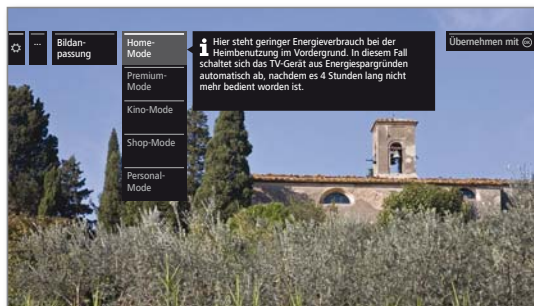 ...
Bildan-
passung
Home-
Mode
Premium-
Mode
Kino-Mode
Shop-Mode
Personal-
Mode
Hier steht geringer Energieverbrauch bei der
Heimbenutzung im Vordergrund. In diesem Fall
schaltet sich das TV-Gerät aus Energiespargründen
automatisch ab, nachdem es 4 Stunden lang nicht
mehr bedient worden ist.
Übernehmen mit OK